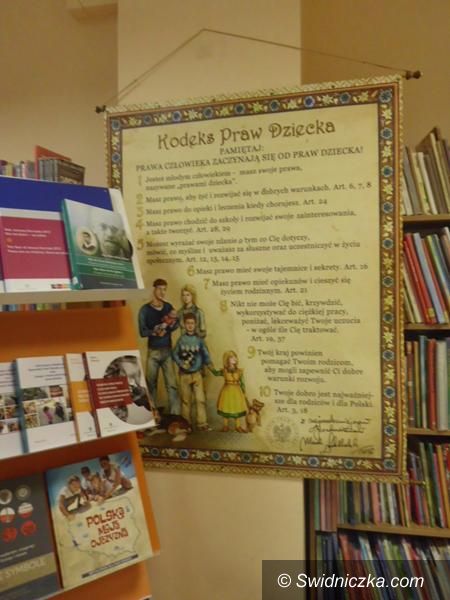 Kodeks Praw Dziecka
PAMIĘTAJ:
PRAWA CZŁOWIEKA ZACZYNAJĄ SIĘ OD PRAW DZIECKA!
1 Jesteś młodym człowiekiem - masz swoje prawa,
nazywane „prawami dziecka".
2 Masz prawo, aby żyć i rozwijać się w dobrych warunkach. Art. 6, 7, 8
3 Masz prawo do opieki i leczenia kiedy chorujesz. Art. 24
4 Masz prawo chodzić do szkoły i rozwijać swoje zainteresowania,
a także tworzyć. Art. 28, 29
5 Możesz wyrażać swoje zdanie o tym co Cię dotyczy,
mówić, co myślisz i uważasz za słuszne oraz uczestniczyć w życiu
społecznym. Art. 12, 13, 14, 15
6 Masz prawo mieć swoje tajemnice i sekrety. Art. 16
7 Masz prawo mieć opiekunów i cieszyć się
życiem rodzinnym. Art. 21
8 Nikt nie może Cię bić, krzywdzić,
wykorzystywać do ciężkiej pracy,
poniżać, lekceważyć Twoje uczucia
- w ogóle źle Cię traktować.
Art. 19, 37
9 Twój kraj powinien
pomagać Twoim rodzicom,
aby mogli zapewnić Ci dobre
warunki rozwoju.
10 Twoje dobro jest najważniej-
sze dla rodziców i dla Polski.
Art. 3, 18
POLSKA
MOJA
OJCZYZNA
SYMBOLE
© Swidniczka.com